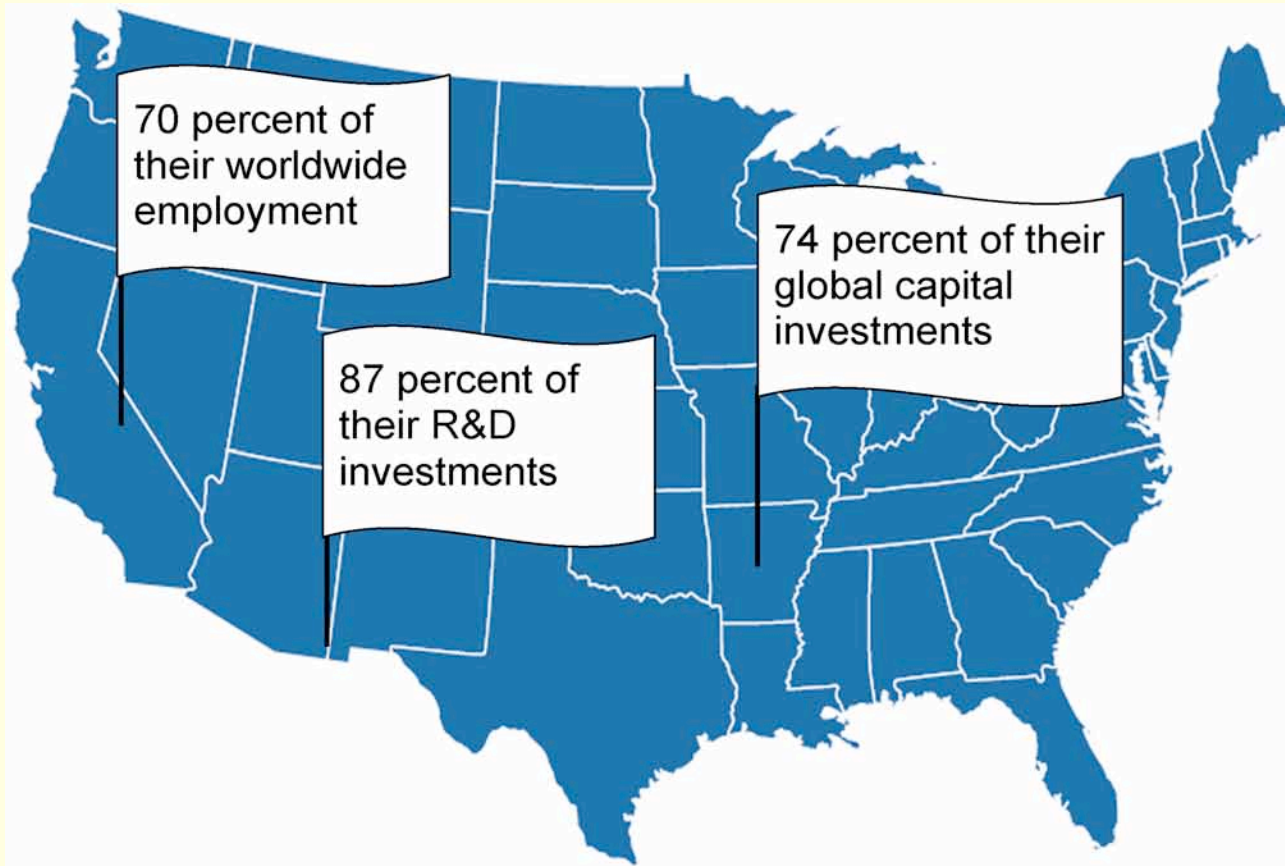 70 percent of
their worldwide
employment
74 percent of their
global capital
investments
87 percent of
their R&D
investments